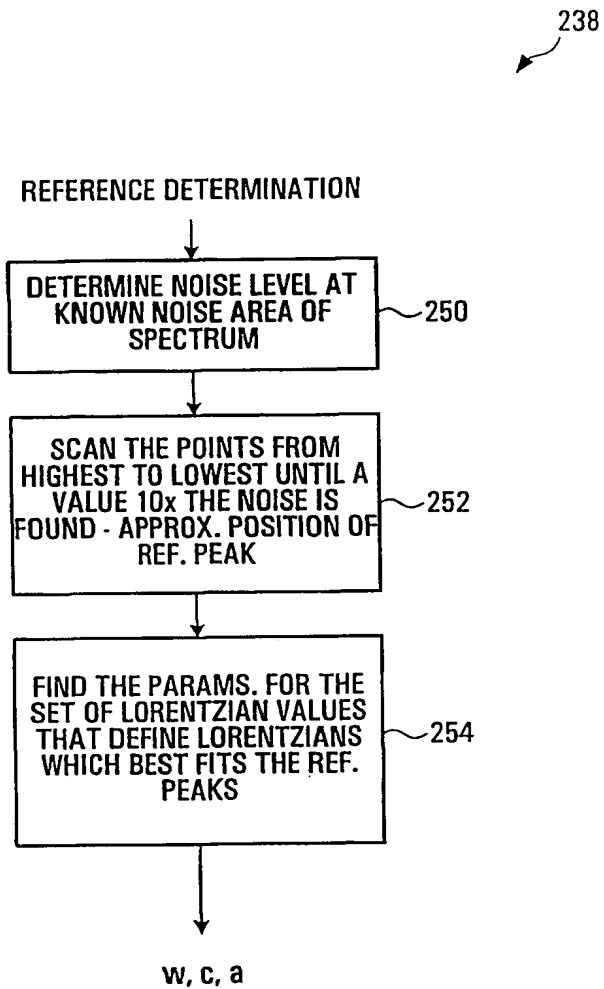 238
REFERENCE DETERMINATION
DETERMINE NOISE LEVEL AT
KNOWN NOISE AREA OF
SPECTRUM
250
SCAN THE POINTS FROM
HIGHEST TO LOWEST UNTIL A
VALUE 10x THE NOISE IS
FOUND - APPROX. POSITION OF
REF. PEAK
252
FIND THE PARAMS. FOR THE
SET OF LORENTZIAN VALUES
THAT DEFINE LORENTZIANS
WHICH BEST FITS THE REF.
PEAKS
254
w, c, a